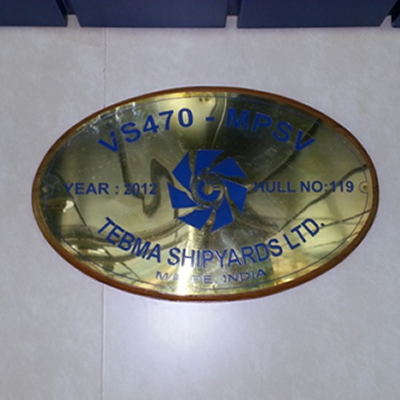 VS470 - MPSV
YEAR : 2012
HULL NO:119
TEBMA SHIPYARDS LTD.
INDIA